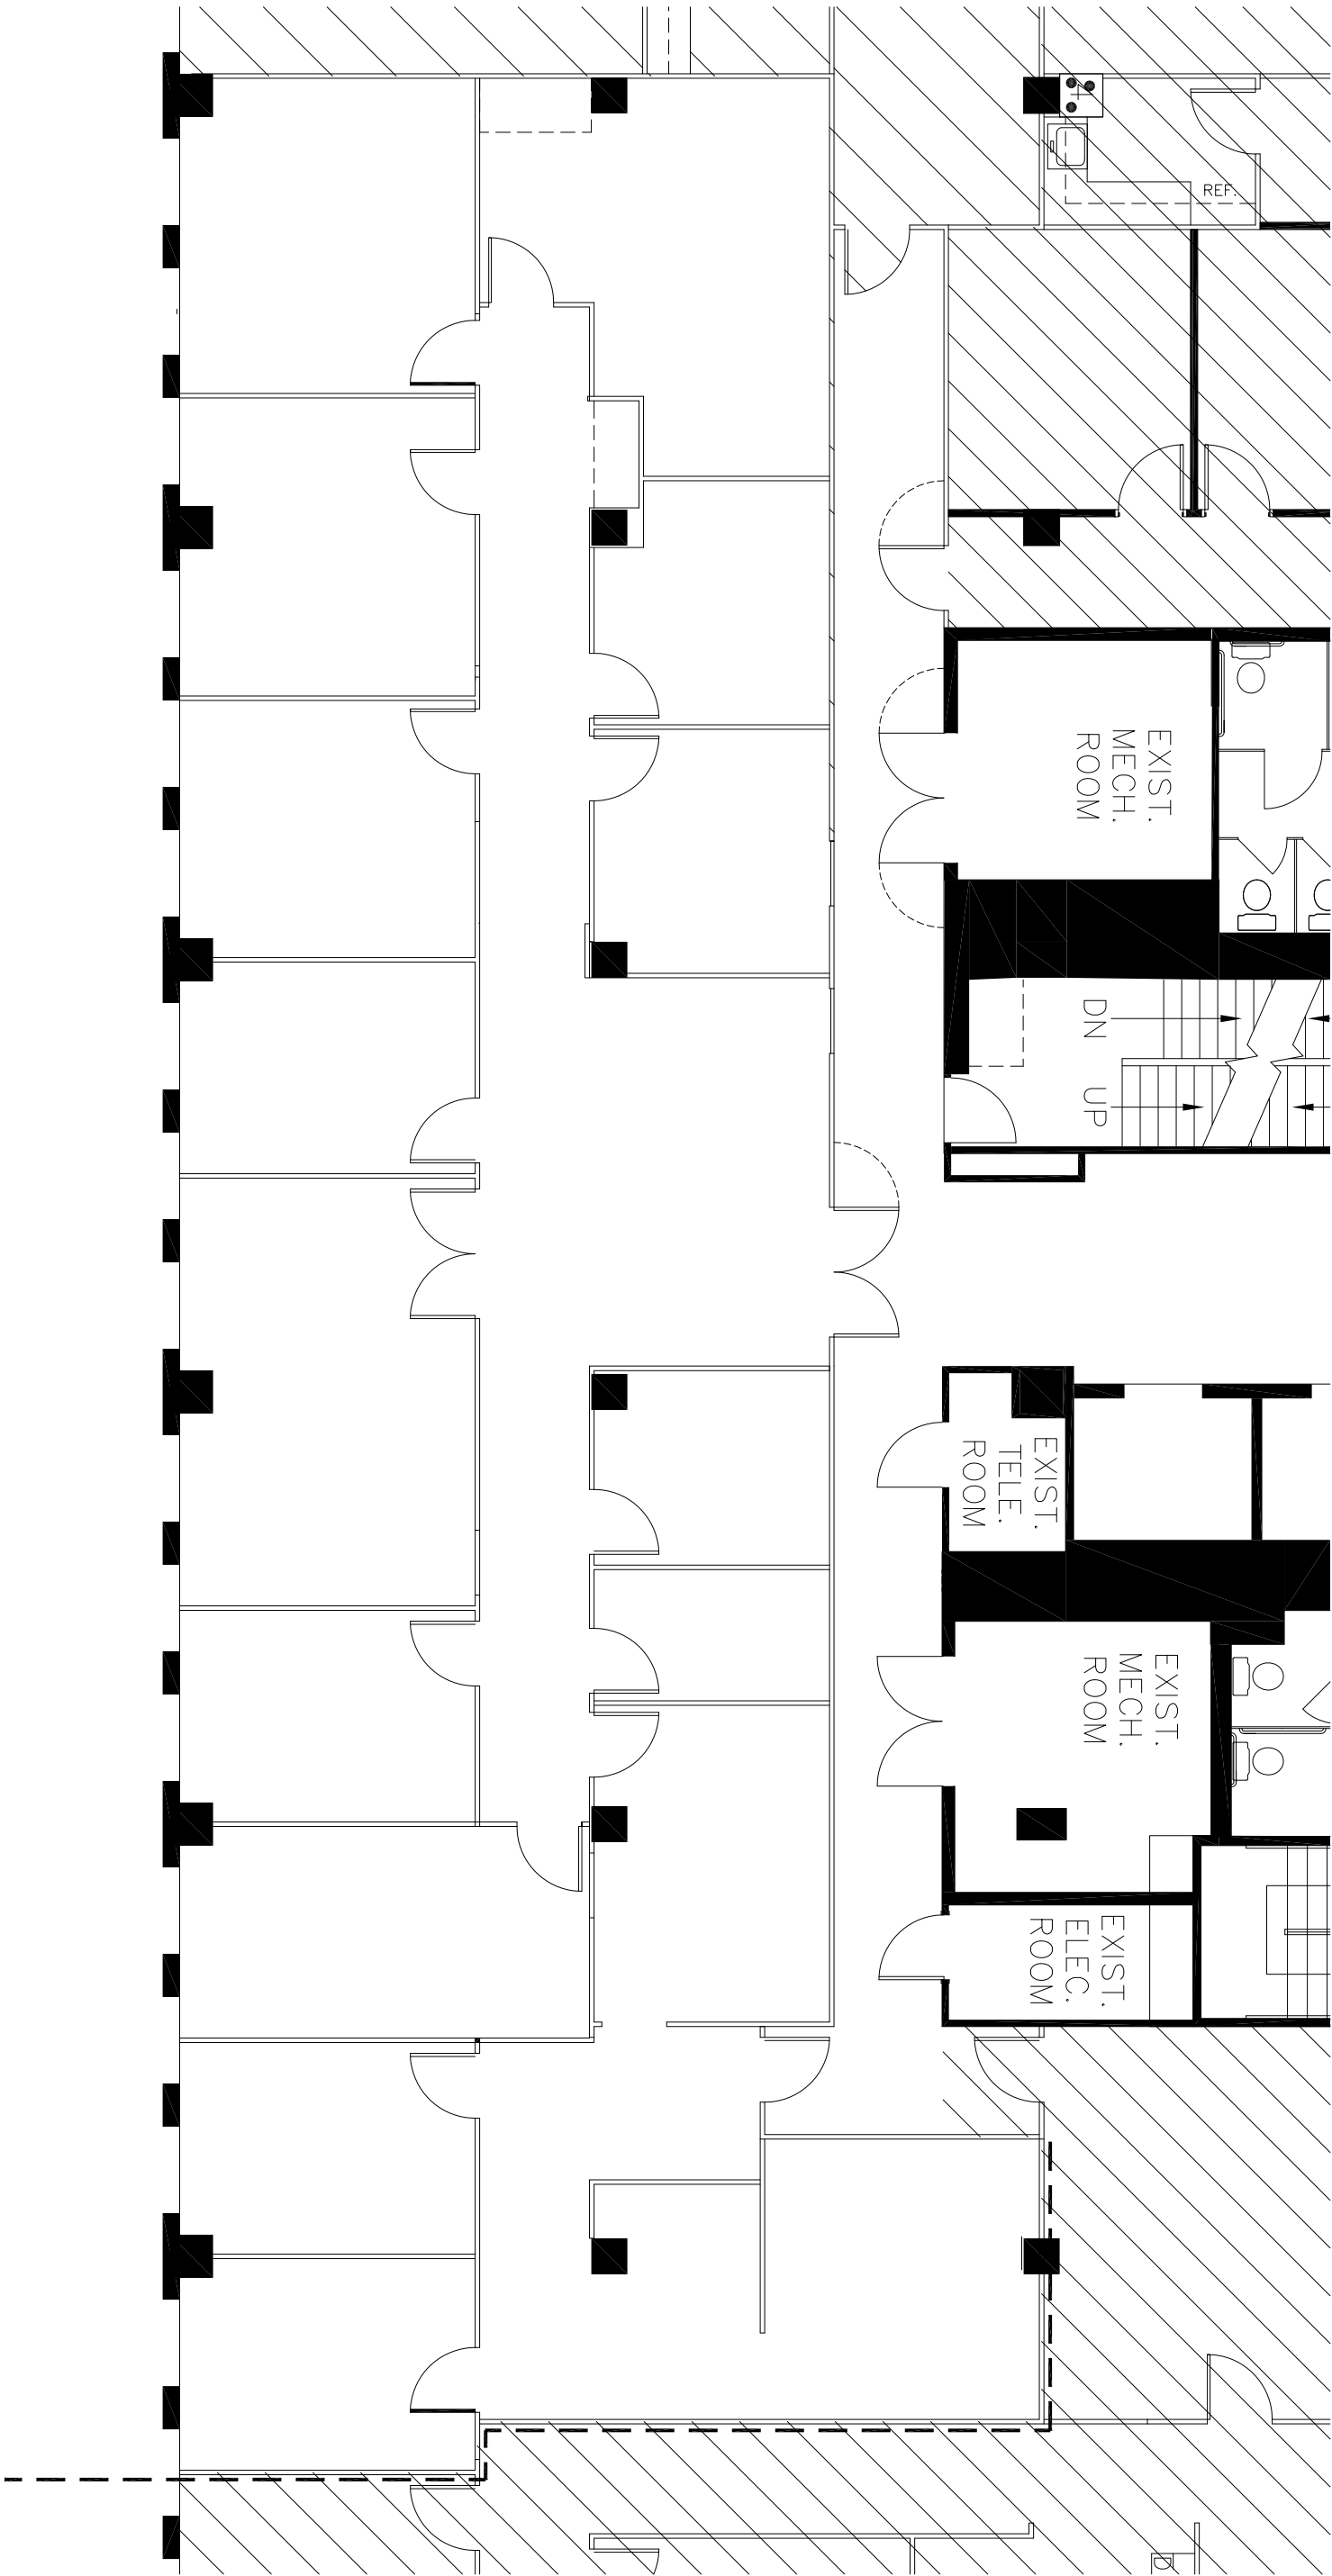 REF.
EXIST.
MECH.
ROOM
DN
UP
EXIST.
TELE.
ROOM
EXIST.
MECH.
ROOM
EXIST.
ELEC.
ROOM
D